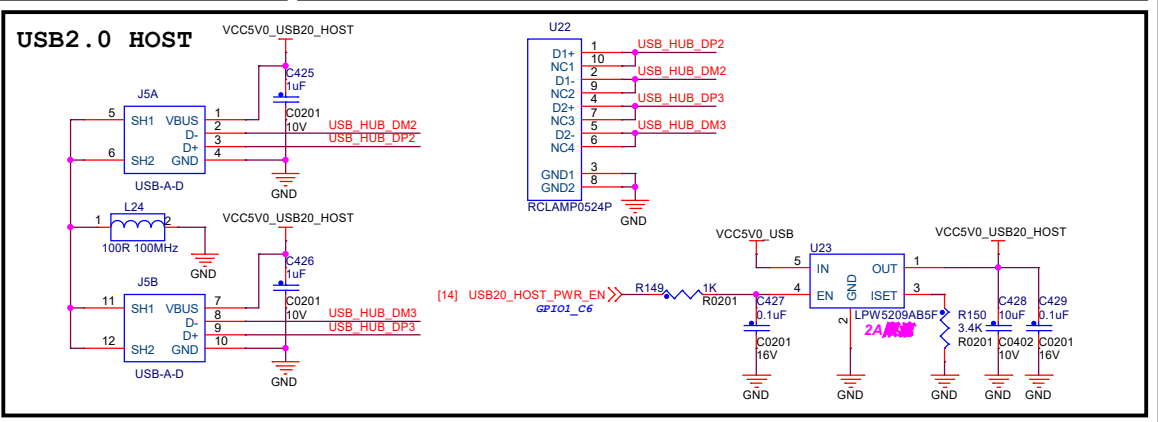 USB2.0 HOST
VCC5V0_USB20_HOST
C425
1uF
C0201
10V
J5A
5 SH1 VBUS 1
D- 2 USB_HUB_DM2
D+ 3 USB_HUB_DP2
6 SH2 GND 4
USB-A-D
GND
L24
1 2
100R 100MHz
GND
VCC5V0_USB20_HOST
C426
1uF
C0201
10V
J5B
11 SH1 VBUS 7
D- 8 USB_HUB_DM3
D+ 9 USB_HUB_DP3
12 SH2 GND 10
USB-A-D
GND
U22
D1+ 1 USB_HUB_DP2
NC1 10
D1- 2 USB_HUB_DM2
NC2 9
D2+ 4 USB_HUB_DP3
NC3 7
D2- 5 USB_HUB_DM3
NC4 6
GND1 3
GND2 8
RCLAMP0524P
GND
VCC5V0_USB
VCC5V0_USB20_HOST
U23
5 IN OUT 1
4 EN GND ISET 3
2
LPW5209AB5F
2A
[14] USB20_HOST_PWR_EN
GPIO1_C6
R149 1K
R0201
C427
0.1uF
C0201
16V
R150
3.4K
R0201
C428
10uF
C0402
10V
C429
0.1uF
C0201
16V
GND
GND
GND
GND
GND